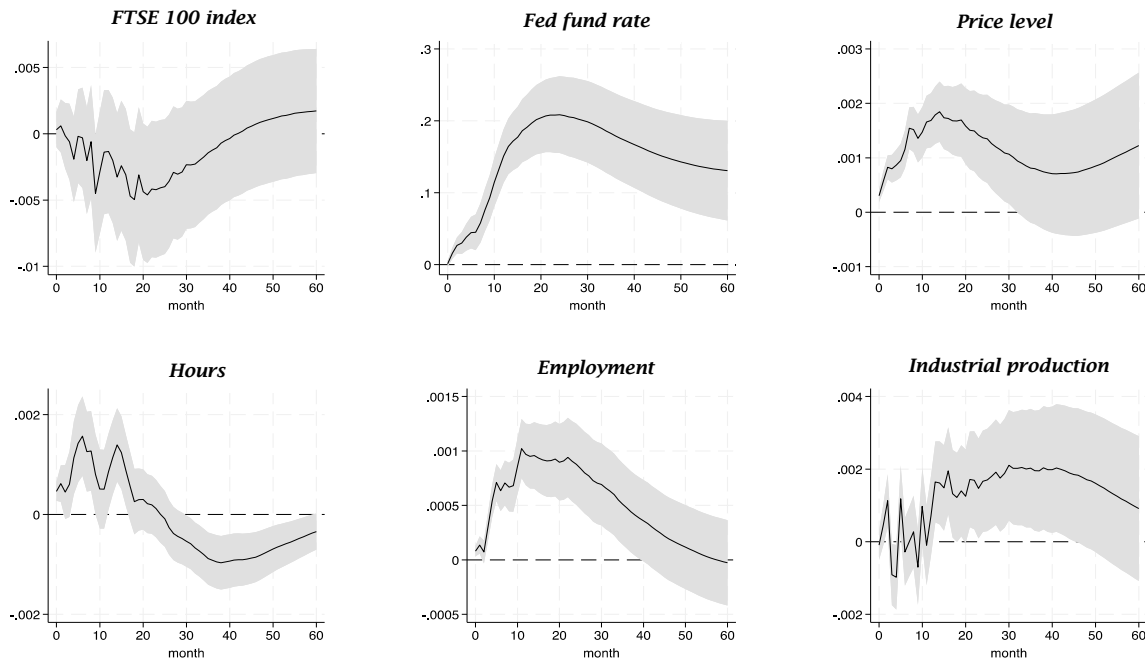 FTSE 100 index
.005
0
-.005
-.01
0 10 20 30 40 50 60
month
Fed fund rate
.3
.2
.1
0
0 10 20 30 40 50 60
month
Price level
.003
.002
.001
0
-.001
0 10 20 30 40 50 60
month
Hours
.002
0
-.002
0 10 20 30 40 50 60
month
Employment
.0015
.001
.0005
0
-.0005
0 10 20 30 40 50 60
month
Industrial production
.004
.002
0
-.002
0 10 20 30 40 50 60
month